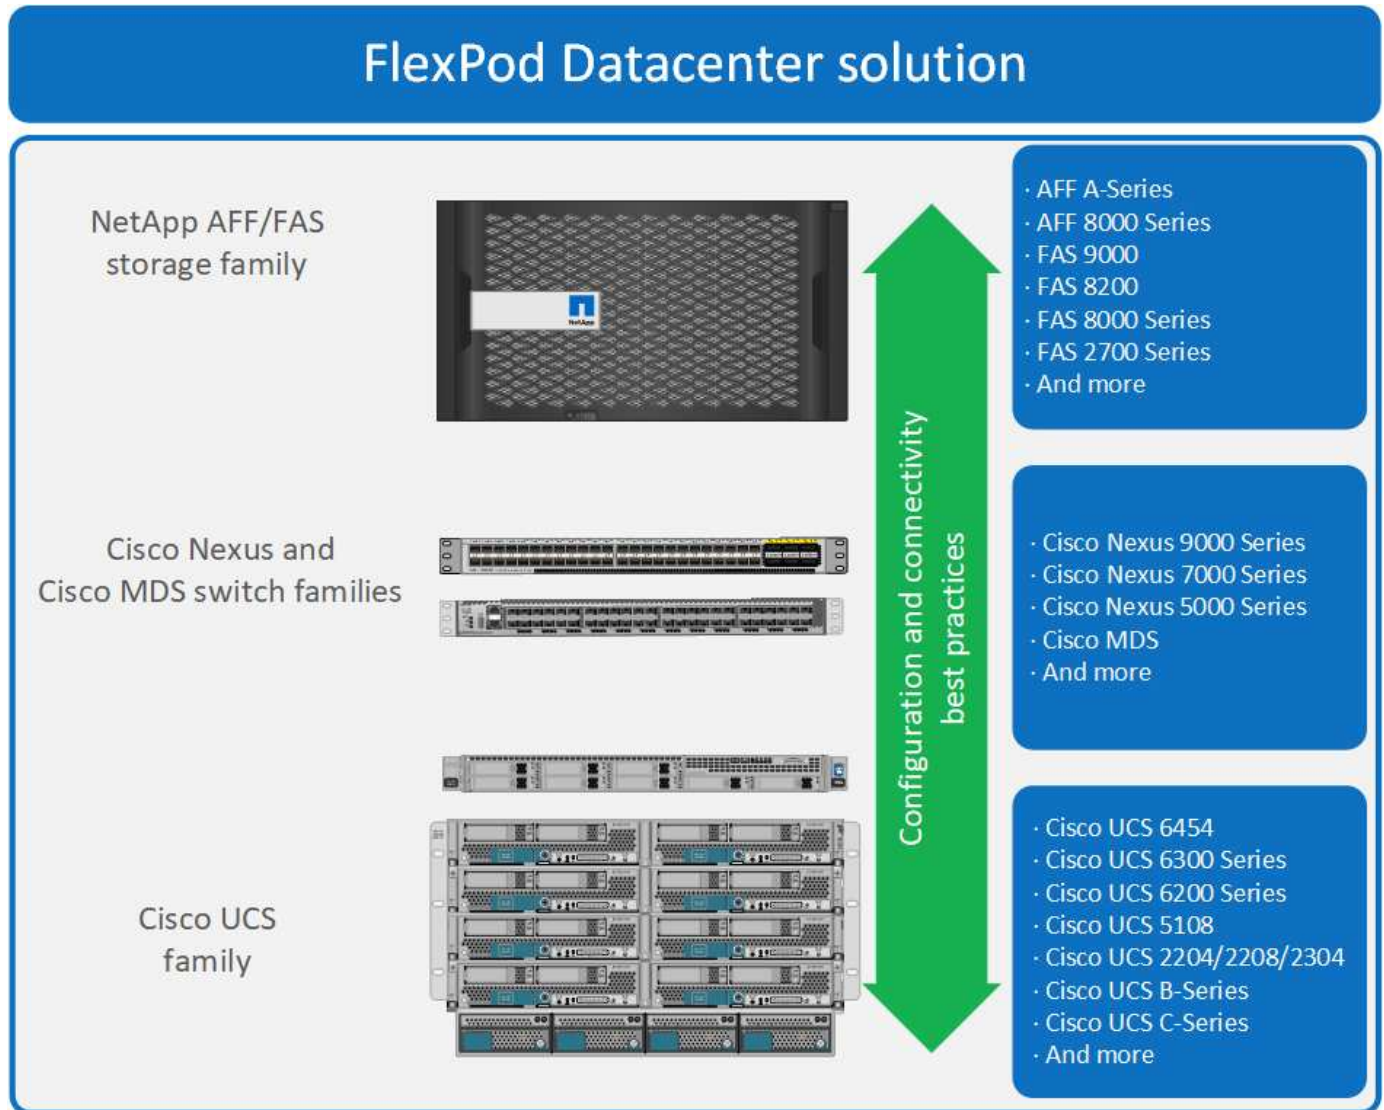 FlexPod Datacenter solution
NetApp AFF/FAS
storage family
NetApp
· AFF A-Series
· AFF 8000 Series
· FAS 9000
· FAS 8200
· FAS 8000 Series
· FAS 2700 Series
· And more
Configuration and connectivity
best practices
Cisco Nexus and
Cisco MDS switch families
· Cisco Nexus 9000 Series
· Cisco Nexus 7000 Series
· Cisco Nexus 5000 Series
· Cisco MDS
· And more
Cisco UCS
family
· Cisco UCS 6454
· Cisco UCS 6300 Series
· Cisco UCS 6200 Series
· Cisco UCS 5108
· Cisco UCS 2204/2208/2304
· Cisco UCS B-Series
· Cisco UCS C-Series
· And more